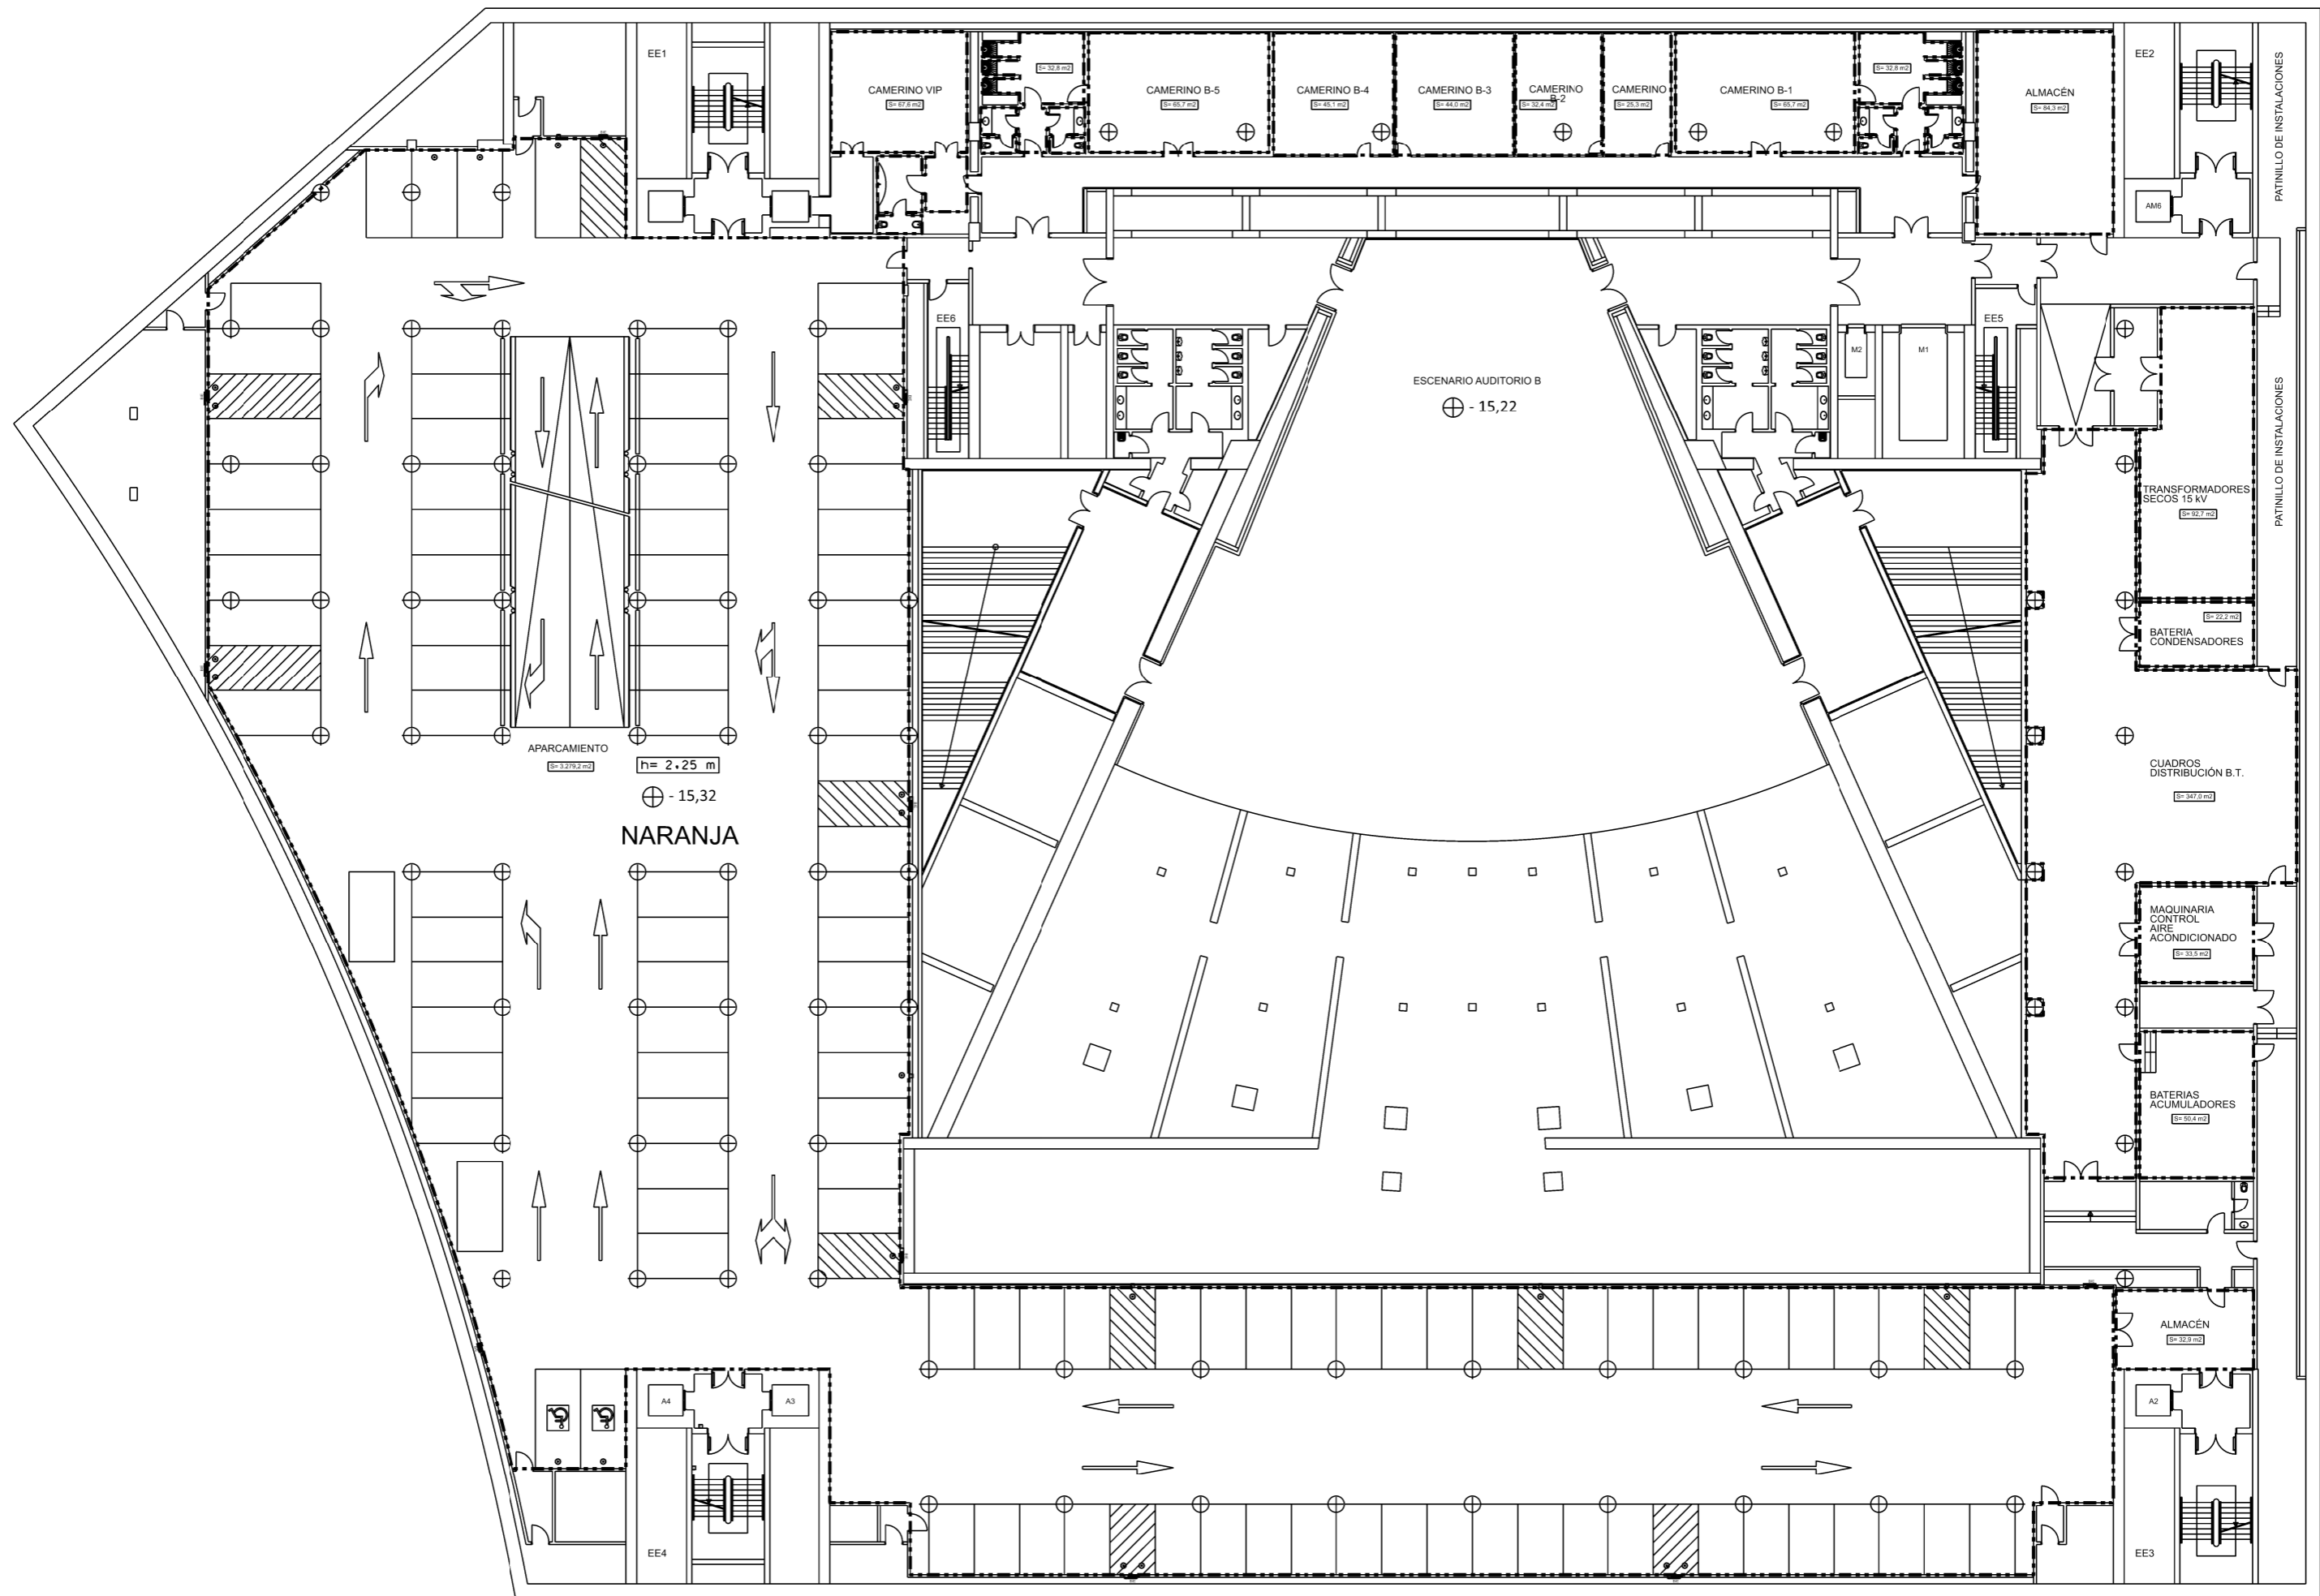 EE1
CAMERINO VIP
S= 67,6 m2
S= 32,8 m2
CAMERINO B-5
S= 65,7 m2
CAMERINO B-4
S= 45,1 m2
CAMERINO B-3
S= 44,0 m2
CAMERINO
B-2
S= 32,4 m2
CAMERINO
S= 25,3 m2
CAMERINO B-1
S= 65,7 m2
S= 32,8 m2
ALMACÉN
S= 84,3 m2
EE2
PATINILLO DE INSTALACIONES
AM6
EE6
EE5
M2
M1
ESCENARIO AUDITORIO B
- 15,22
PATINILLO DE INSTALACIONES
TRANSFORMADORES
SECOS 15 kV
S= 92,7 m2
S= 22,2 m2
BATERIA
CONDENSADORES
APARCAMIENTO
S= 3.279,2 m2
h= 2.25 m
- 15,32
NARANJA
CUADROS
DISTRIBUCIÓN B.T.
S= 347,0 m2
MAQUINARIA
CONTROL
AIRE
ACONDICIONADO
S= 33,5 m2
BATERIAS
ACUMULADORES
S= 50,4 m2
ALMACÉN
S= 32,9 m2
A4
A3
A2
EE4
EE3